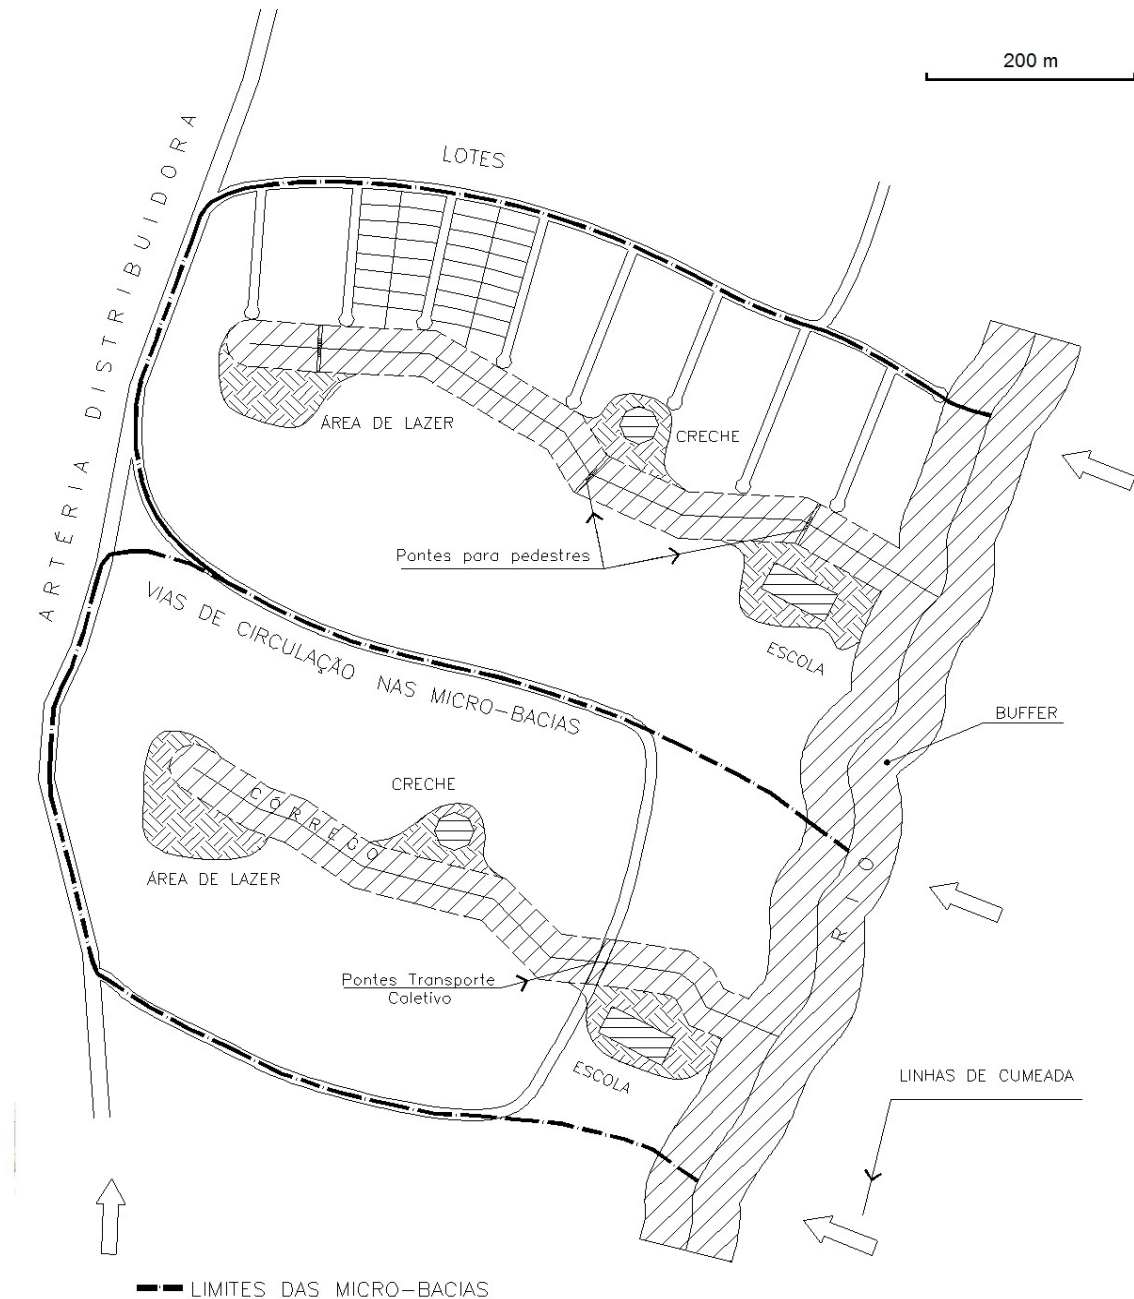 200 m
LOTES
ARTÉRIA DISTRIBUIDORA
ÁREA DE LAZER
CRECHE
Pontes para pedestres
VIAS DE CIRCULAÇÃO NAS MICRO-BACIAS
ESCOLA
BUFFER
CRECHE
CÓRREGO
ÁREA DE LAZER
RIO
Pontes Transporte
Coletivo
ESCOLA
LINHAS DE CUMEADA
LIMITES DAS MICRO-BACIAS